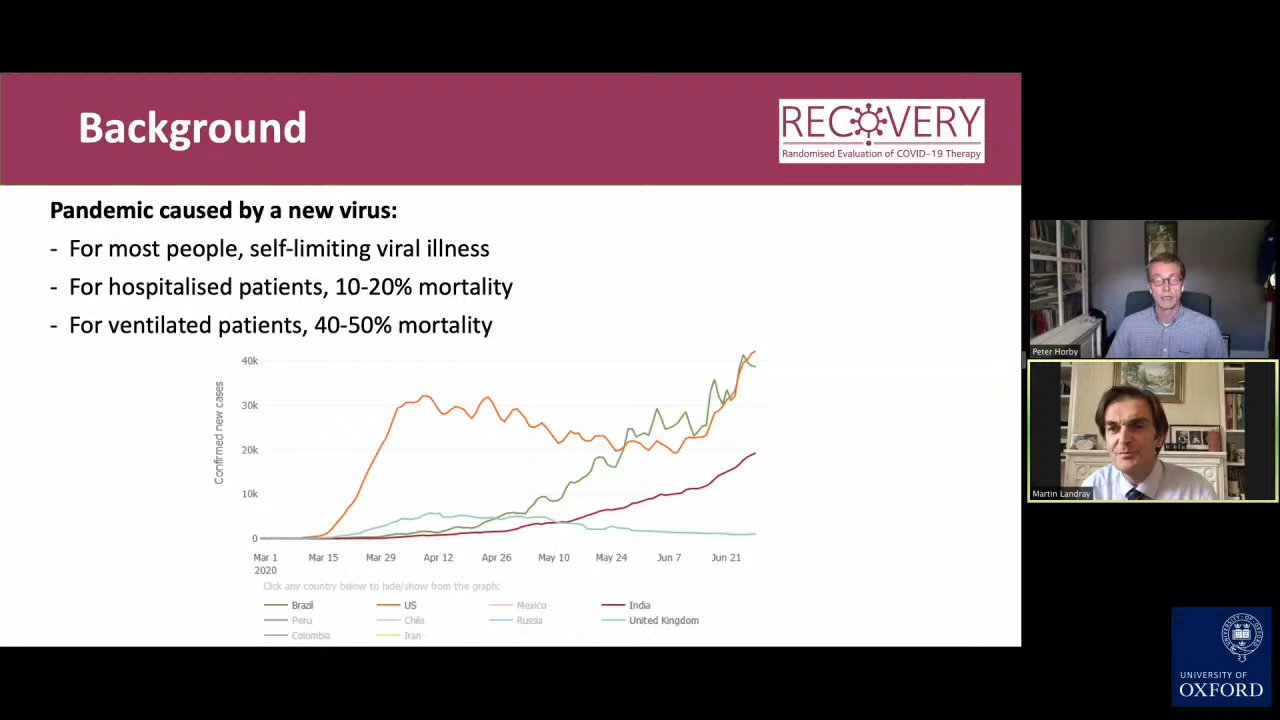 Background
RECOVERY
Randomised Evaluation of COVID-19 Therapy
Pandemic caused by a new virus:
- For most people, self-limiting viral illness
- For hospitalised patients, 10-20% mortality
- For ventilated patients, 40-50% mortality
Confirmed new cases
40k
30k
20k
10k
0
Mar 1 Mar 15 Mar 29 Apr 12 Apr 26 May 10 May 24 Jun 7 Jun 21
2020
Click any country below to hide/show from the graph:
Brazil US Mexico India
Peru Chile Russia United Kingdom
Colombia Iran
Peter Horby
Martin Landray
UNIVERSITY OF
OXFORD